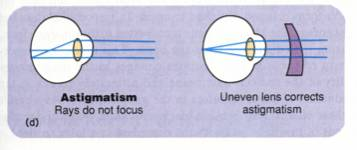 Astigmatism
Rays do not focus
Uneven lens corrects
astigmatism
(d)